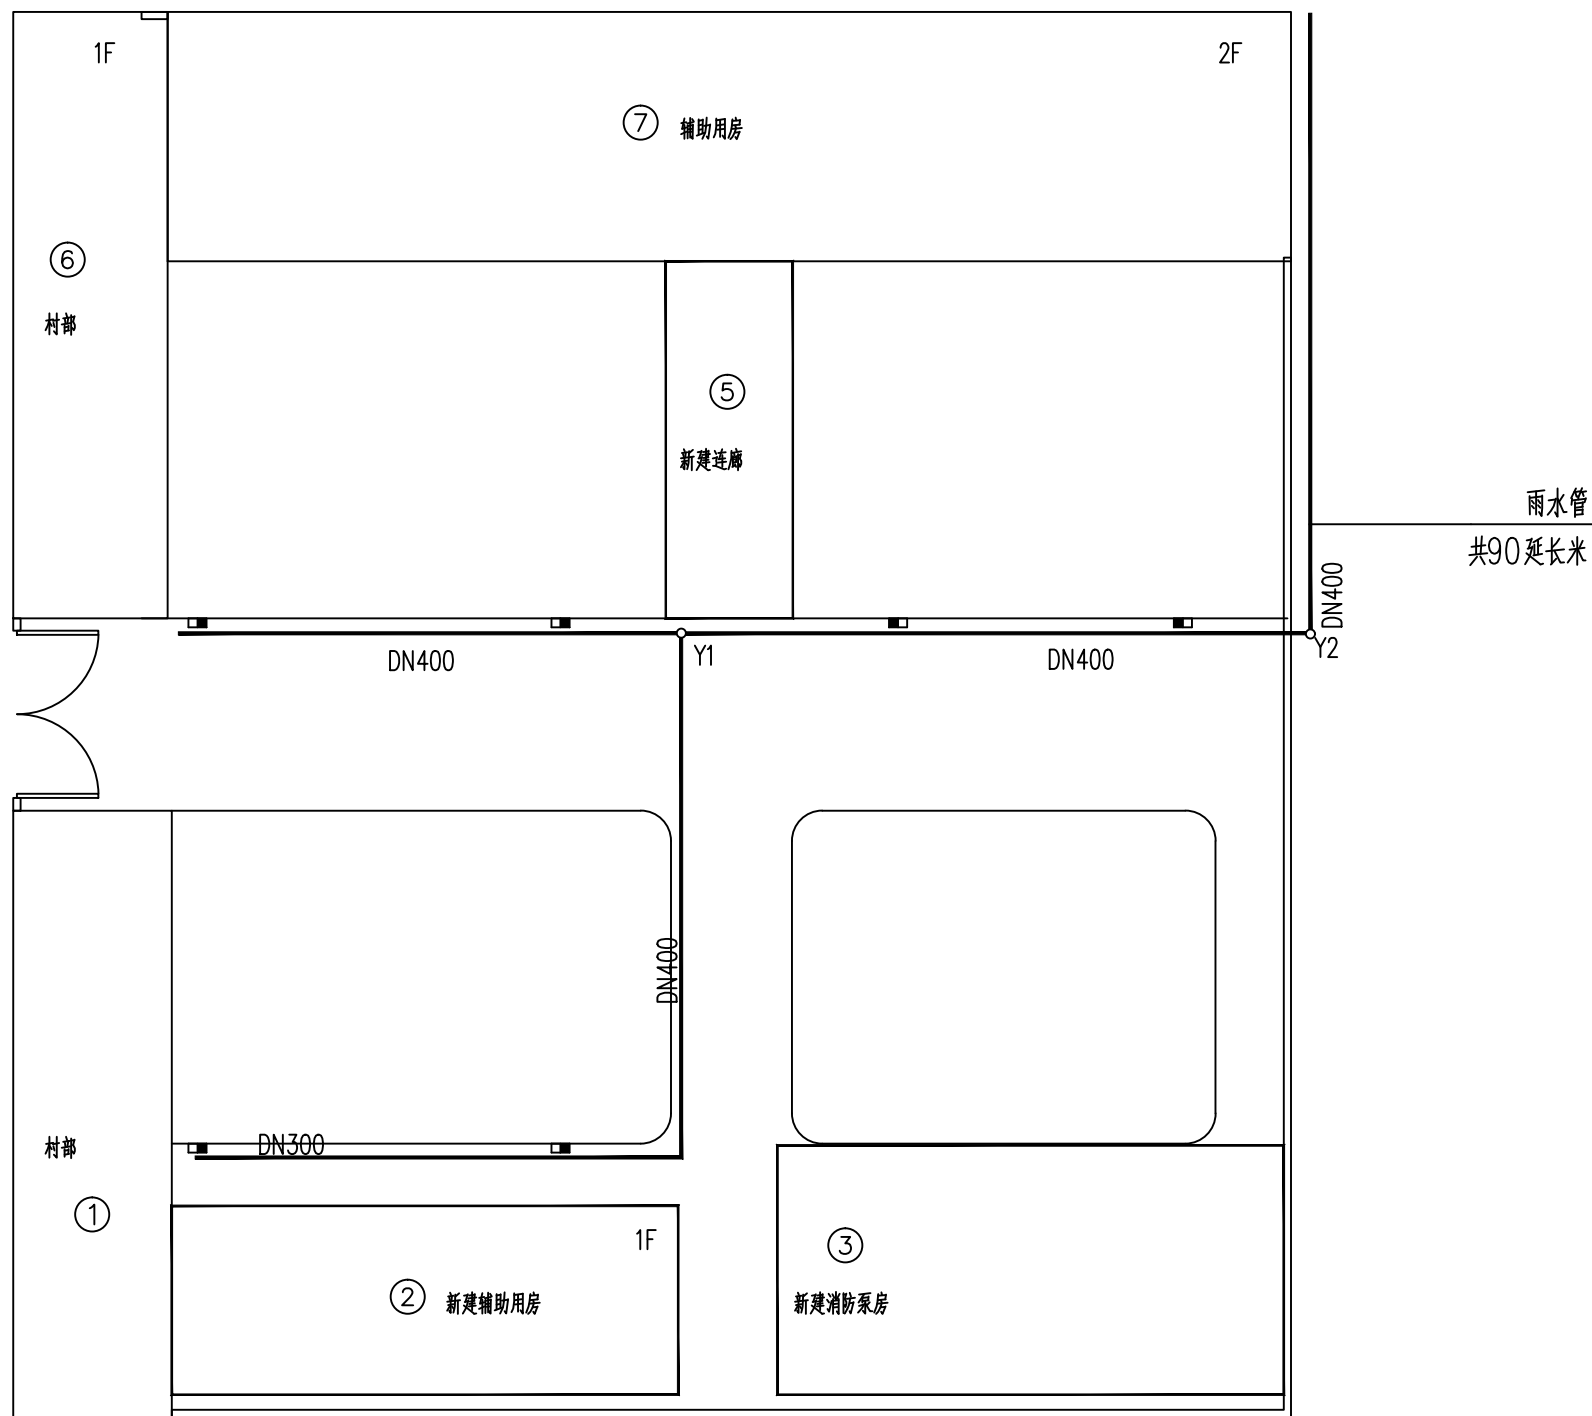 1F
2F
7 辅助用房
6
村部
5
新建连廊
雨水管
共90延长米
DN400
DN400
Y1
DN400
Y2
DN400
DN300
村部
1
1F
2 新建辅助用房
3
新建消防泵房